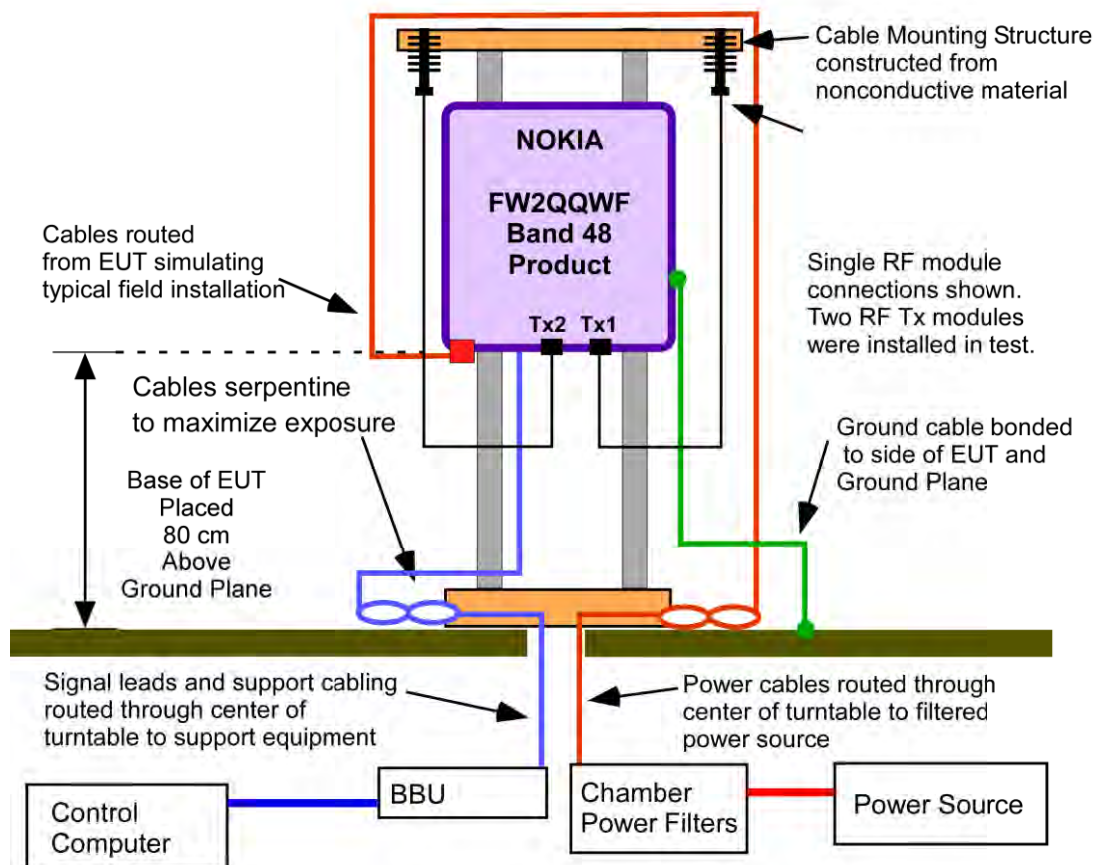 Cable Mounting Structure
constructed from
nonconductive material
NOKIA
FW2QQWF
Band 48
Product
Tx2 Tx1
Cables routed
from EUT simulating
typical field installation
Single RF module
connections shown.
Two RF Tx modules
were installed in test.
Cables serpentine
to maximize exposure
Ground cable bonded
to side of EUT and
Ground Plane
Base of EUT
Placed
80 cm
Above
Ground Plane
Signal leads and support cabling
routed through center of
turntable to support equipment
Power cables routed through
center of turntable to filtered
power source
Control
Computer
BBU
Chamber
Power Filters
Power Source